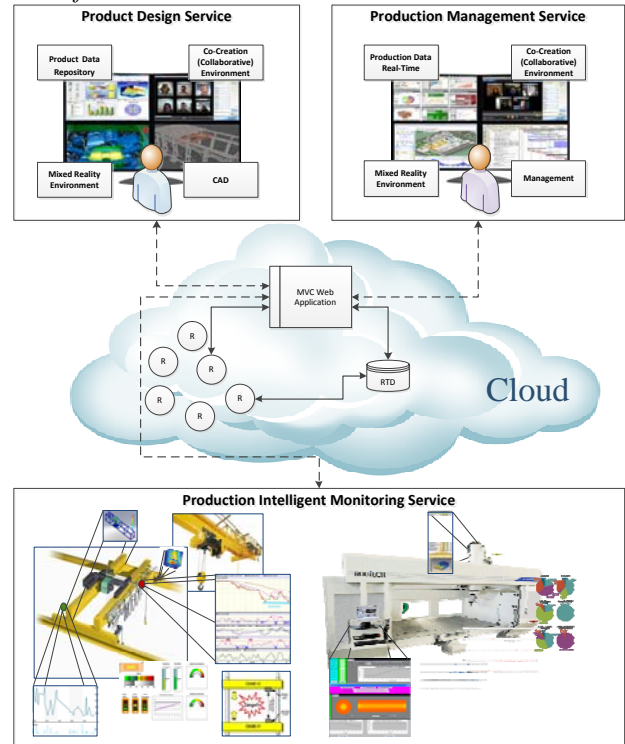 Product Design Service
Product Data
Repository
Co-Creation
(Collaborative)
Environment
Mixed Reality
Environment
CAD
Production Management Service
Production Data
Real-Time
Co-Creation
(Collaborative)
Environment
Mixed Reality
Environment
Management
MVC Web
Application
R
R
R
R
R
R
RTD
Cloud
Production Intelligent Monitoring Service